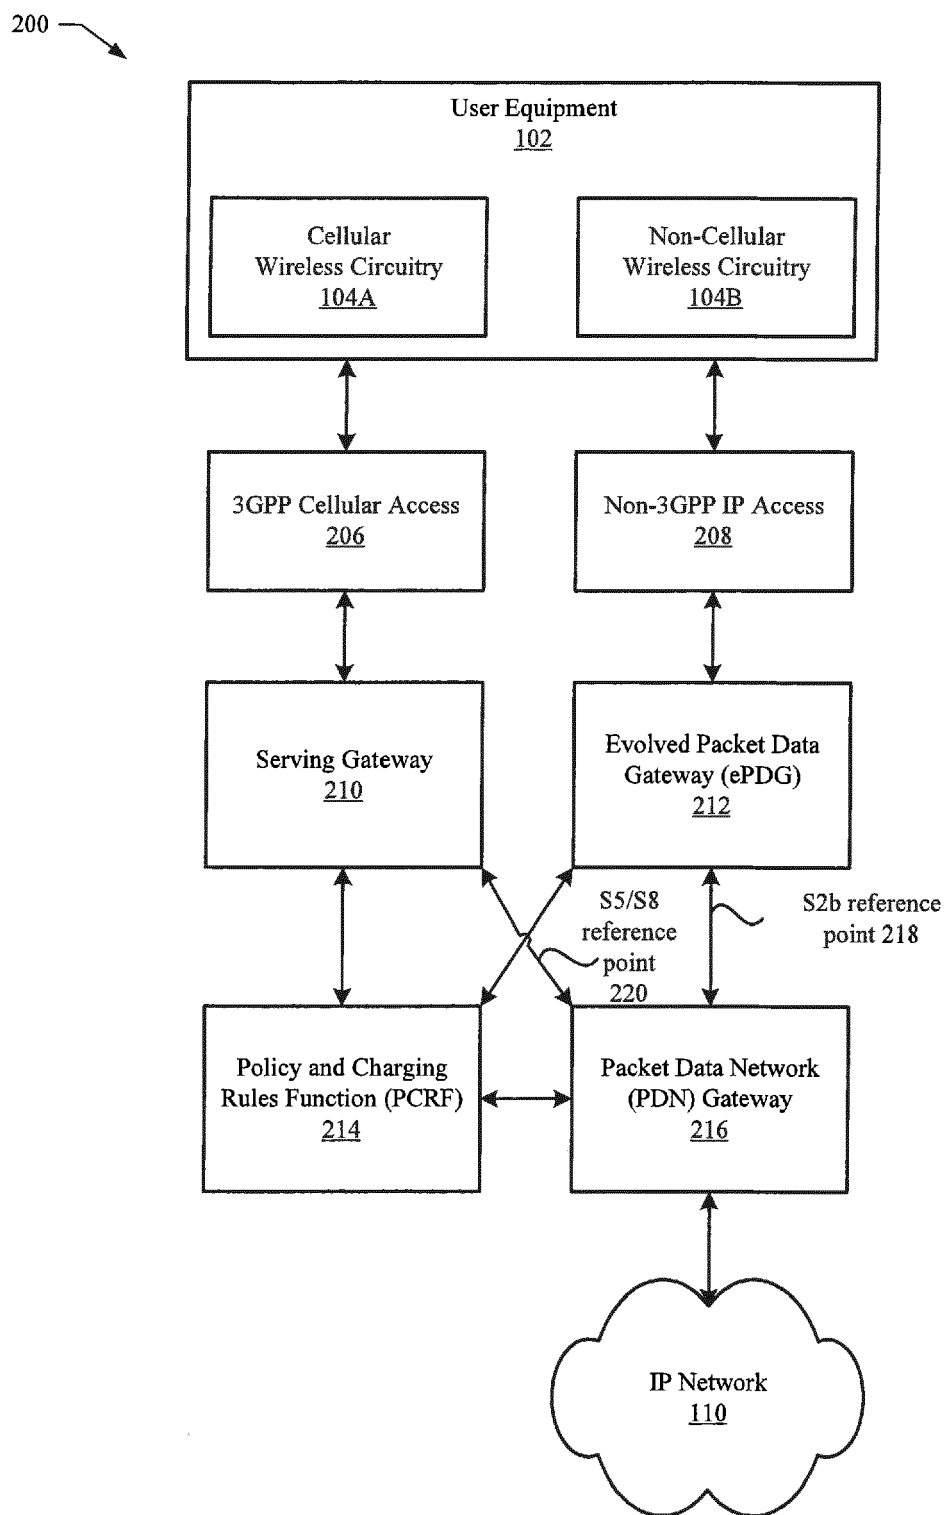 200
User Equipment
102
Cellular
Wireless Circuitry
104A
Non-Cellular
Wireless Circuitry
104B
3GPP Cellular Access
206
Non-3GPP IP Access
208
Serving Gateway
210
Evolved Packet Data
Gateway (ePDG)
212
S5/S8
reference
point
220
S2b reference
point 218
Policy and Charging
Rules Function (PCRF)
214
Packet Data Network
(PDN) Gateway
216
IP Network
110